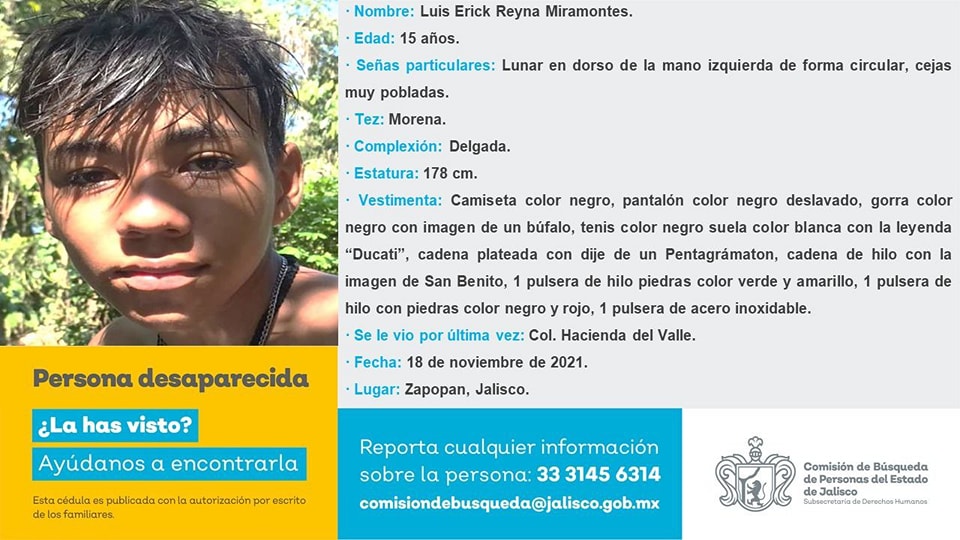 · Nombre: Luis Erick Reyna Miramontes.
· Edad: 15 años.
· Señas particulares: Lunar en dorso de la mano izquierda de forma circular, cejas
muy pobladas.
· Tez: Morena.
· Complexión: Delgada.
· Estatura: 178 cm.
· Vestimenta: Camiseta color negro, pantalón color negro deslavado, gorra color
negro con imagen de un búfalo, tenis color negro suela color blanca con la leyenda
“Ducati”, cadena plateada con dije de un Pentagrámaton, cadena de hilo con la
imagen de San Benito, 1 pulsera de hilo piedras color verde y amarillo, 1 pulsera de
hilo con piedras color negro y rojo, 1 pulsera de acero inoxidable.
· Se le vio por última vez: Col. Hacienda del Valle.
· Fecha: 18 de noviembre de 2021.
· Lugar: Zapopan, Jalisco.
Persona desaparecida
¿La has visto?
Ayúdanos a encontrarla
Esta cédula es publicada con la autorización por escrito
de los familiares.
Reporta cualquier información
sobre la persona: 33 3145 6314
comisiondebusqueda@jalisco.gob.mx
Comisión de Búsqueda
de Personas del Estado
de Jalisco
Subsecretaría de Derechos Humanos